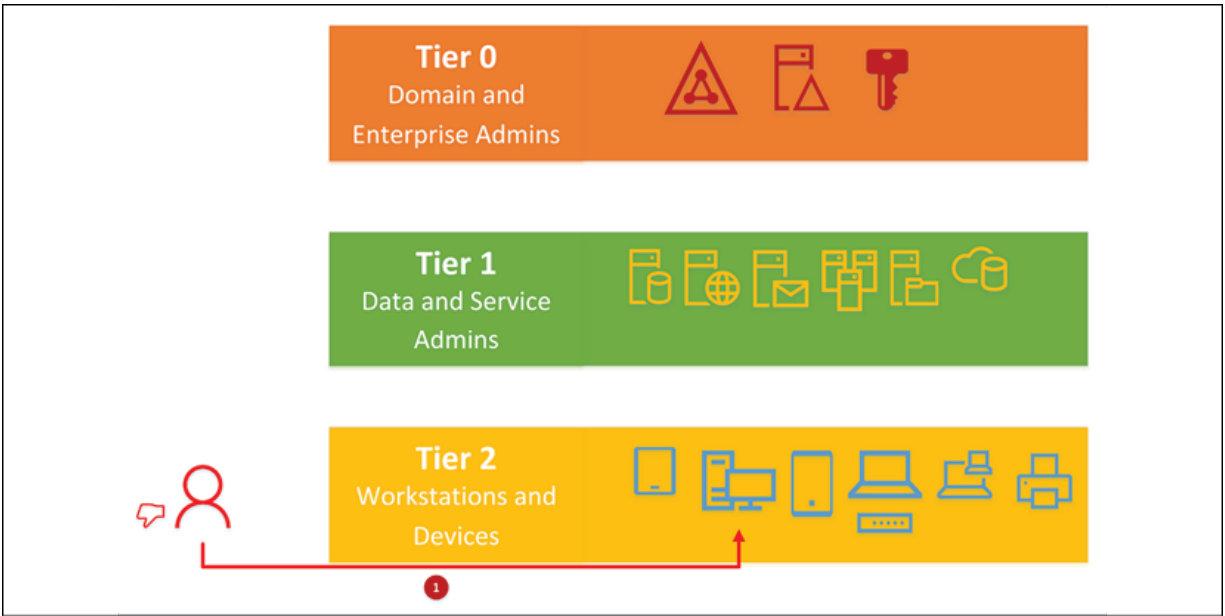 Tier 0
Domain and
Enterprise Admins
Tier 1
Data and Service
Admins
Tier 2
Workstations and
Devices
1